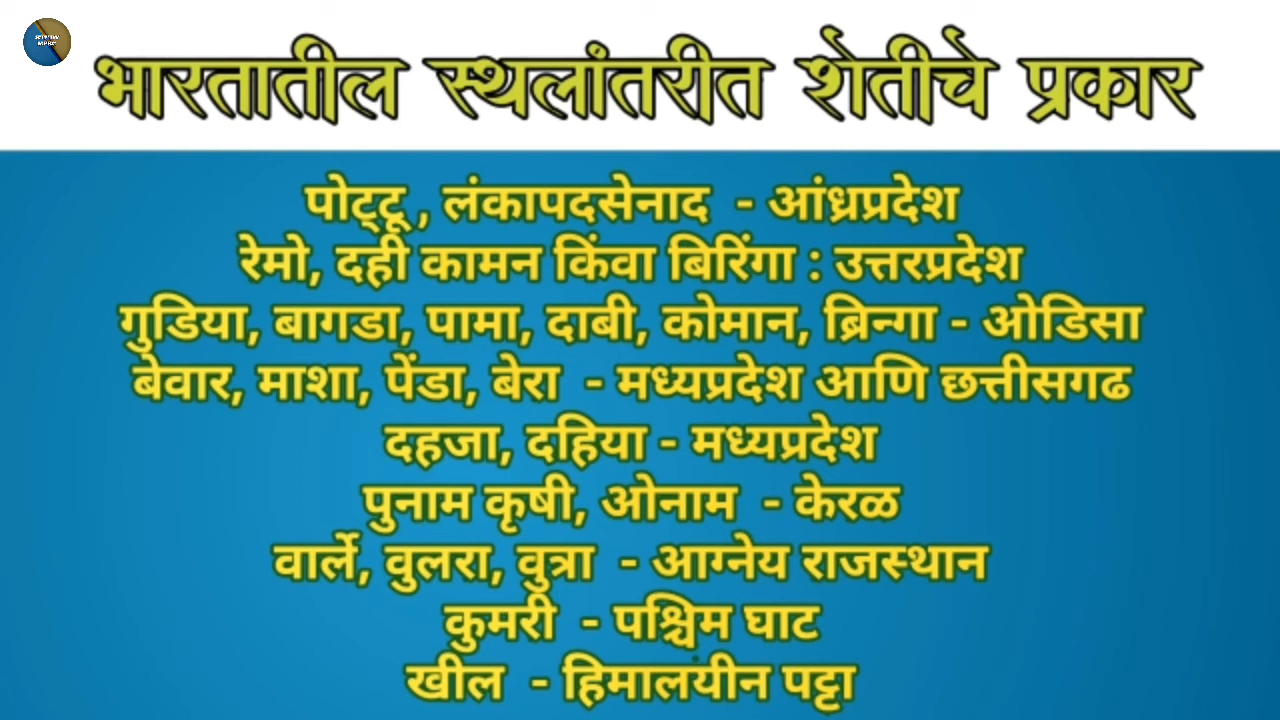 भारतातील स्थलांतरीत शेतीचे प्रकार
पोट्टू , लंकापदसेनाद - आंध्रप्रदेश
रेमो, दही कामन किंवा बिरिंगा : उत्तरप्रदेश
गुडिया, बागडा, पामा, दाबी, कोमान, ब्रिन्गा - ओडिसा
बेवार, माशा, पेंडा, बेरा - मध्यप्रदेश आणि छत्तीसगढ
दहजा, दहिया - मध्यप्रदेश
पुनाम कृषी, ओनाम - केरळ
वार्ले, वुलरा, वुत्रा - आग्नेय राजस्थान
कुमरी - पश्चिम घाट
खील - हिमालयीन पट्टा